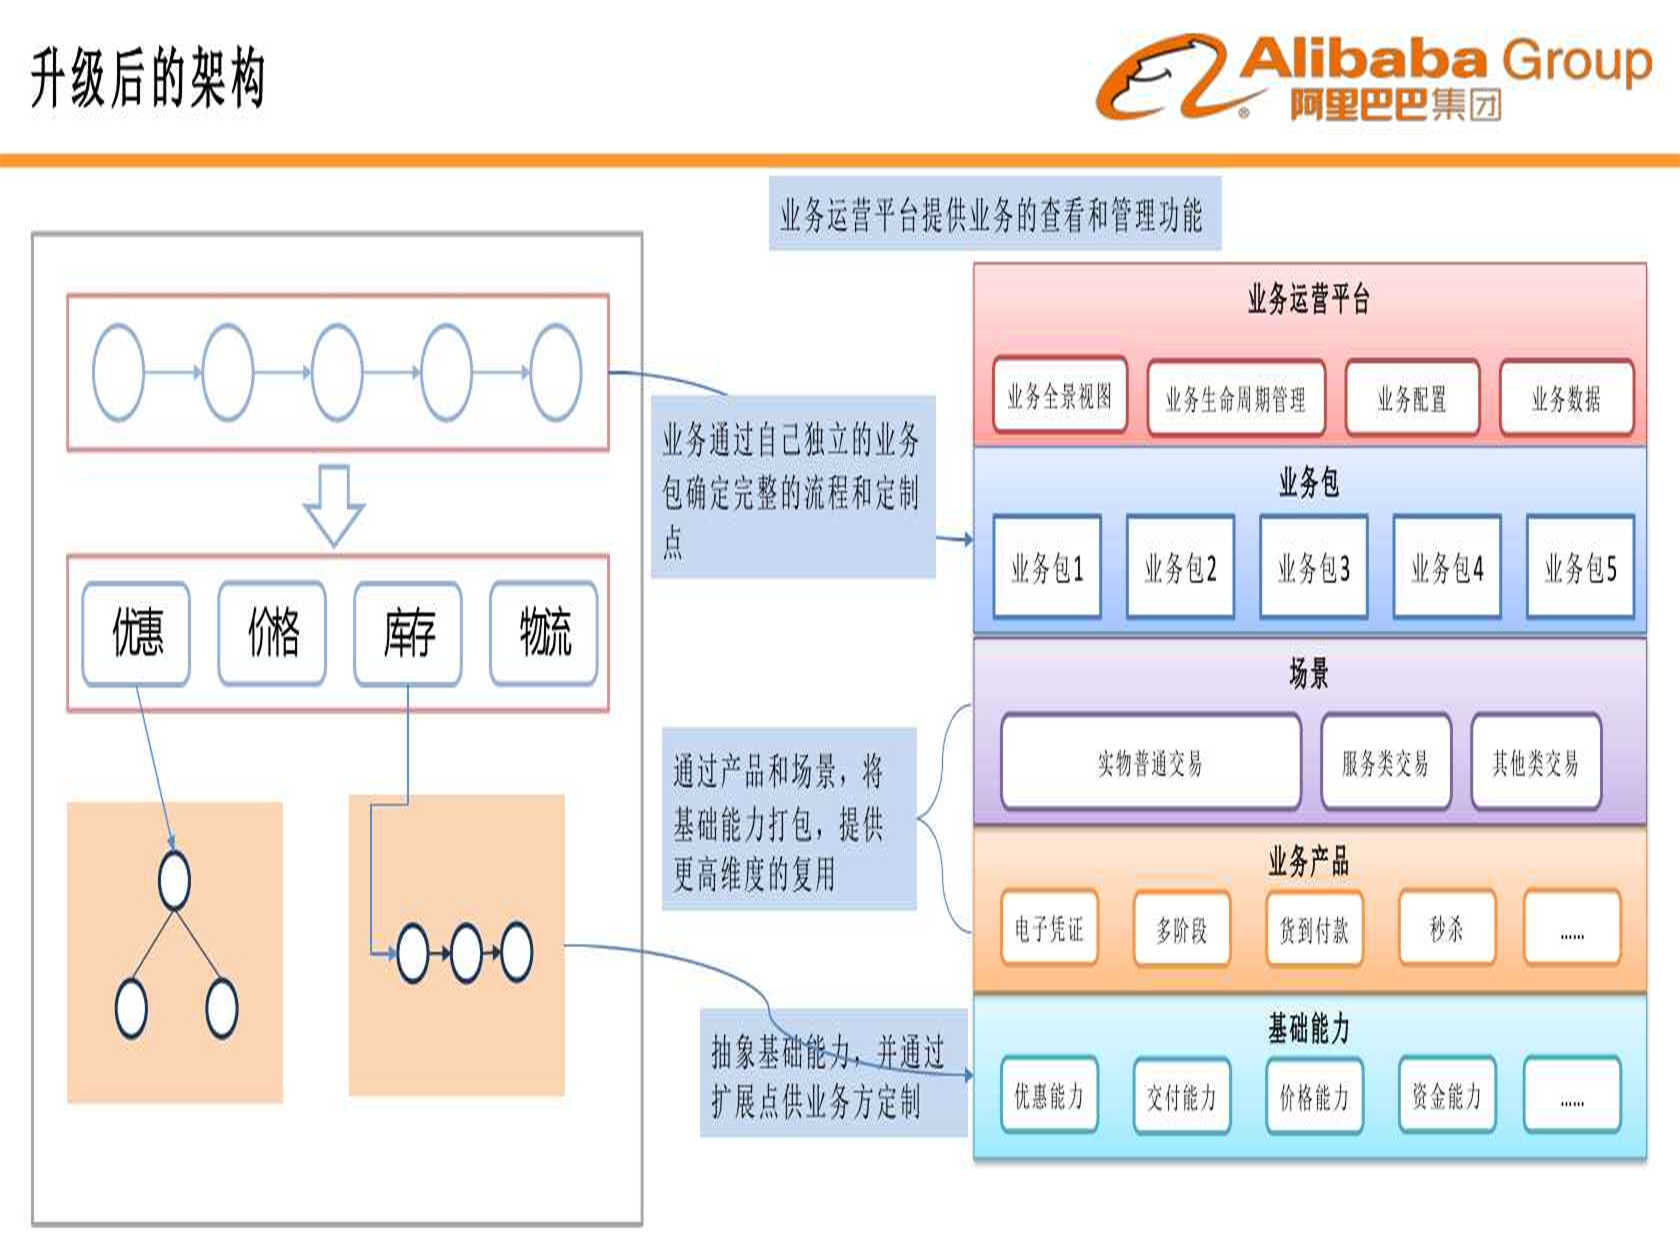 升级后的架构
Alibaba Group
®
阿里巴巴集团
业务运营平台提供业务的查看和管理功能
业务运营平台
业务全景视图
业务生命周期管理
业务配置
业务数据
业务通过自己独立的业务
包确定完整的流程和定制
点
业务包
业务包1
业务包2
业务包3
业务包4
业务包5
优惠
价格
库存
物流
场景
实物普通交易
服务类交易
其他类交易
通过产品和场景，将
基础能力打包，提供
更高维度的复用
业务产品
电子凭证
多阶段
货到付款
秒杀
......
抽象基础能力，并通过
扩展点供业务方定制
基础能力
优惠能力
交付能力
价格能力
资金能力
......